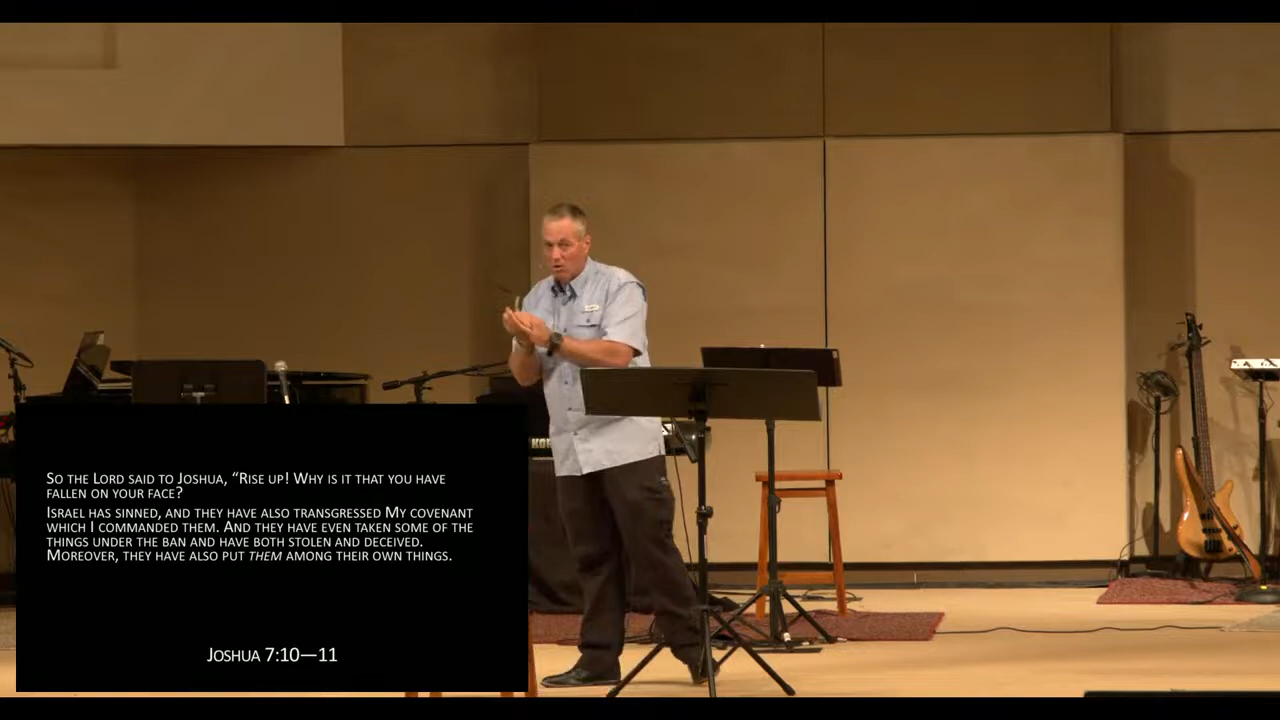 So the Lord said to Joshua, “Rise up! Why is it that you have
fallen on your face?
Israel has sinned, and they have also transgressed My covenant
which I commanded them. And they have even taken some of the
things under the ban and have both stolen and deceived.
Moreover, they have also put them among their own things.
Joshua 7:10—11